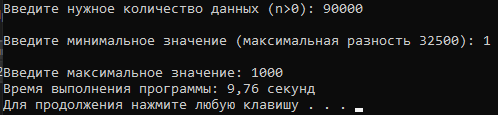 Введите нужное количество данных (n>0): 90000
Введите минимальное значение (максимальная разность 32500): 1
Введите максимальное значение: 1000
Время выполнения программы: 9,76 секунд
Для продолжения нажмите любую клавишу . . .